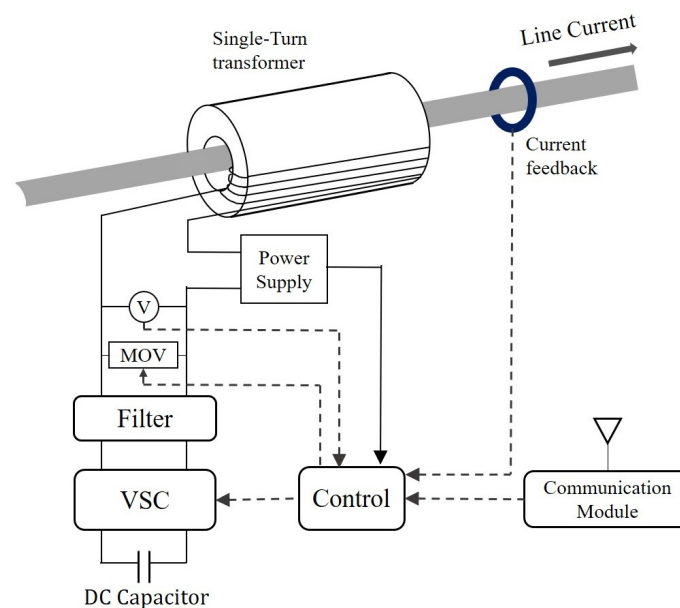 Line Current
Single-Turn
transformer
Current
feedback
Power
Supply
V
MOV
Filter
VSC
Control
Communication
Module
DC Capacitor